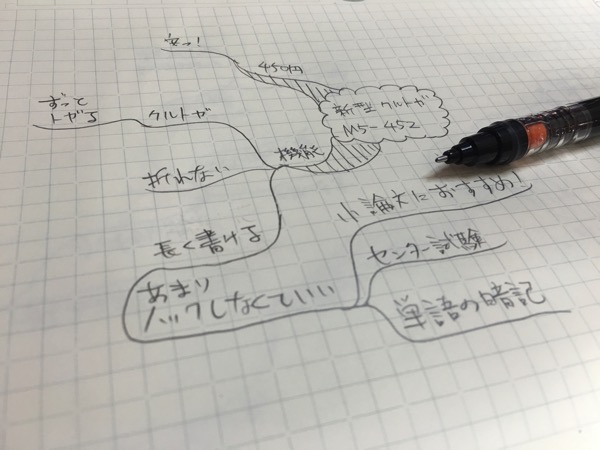 安っ!
450円
新型クルトガ
M5-452
ずって
トガる
クルトガ
機能
折れない
長く書ける
小論文におすすめ!
センター試験
あまり
ノックしなくていい
単語の暗記